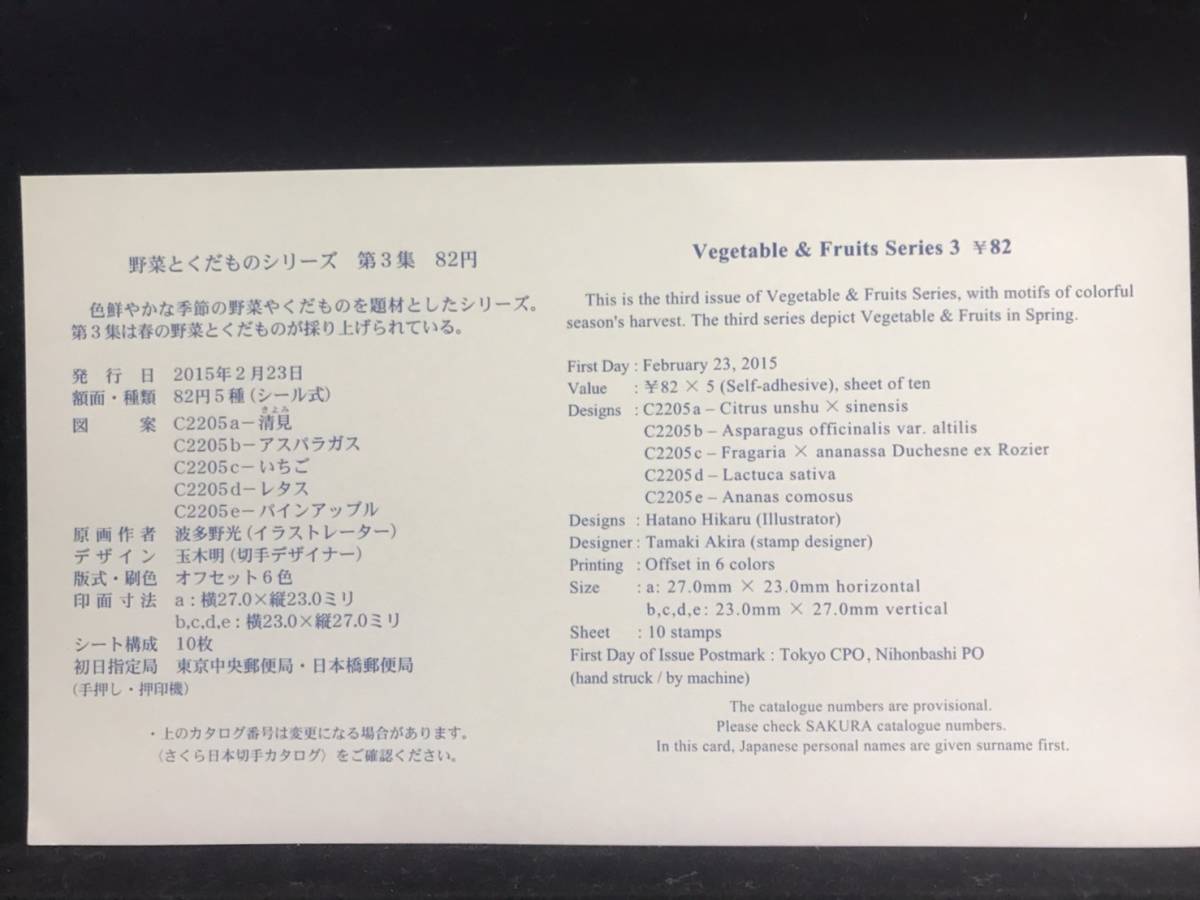 野菜とくだものシリーズ　第3集　82円
色鮮やかな季節の野菜やくだものを題材としたシリーズ。
第3集は春の野菜とくだものが採り上げられている。
発 行 日　2015年2月23日
額面・種類　82円5種(シール式)
図　　案　C2205a－清見
きよみ
C2205b－アスパラガス
C2205c－いちご
C2205d－レタス
C2205e－パインアップル
原画作者　波多野光(イラストレーター)
デザイン　玉木明(切手デザイナー)
版式・刷色　オフセット6色
印面寸法　a：横27.0×縦23.0ミリ
b,c,d,e：横23.0×縦27.0ミリ
シート構成　10枚
初日指定局　東京中央郵便局・日本橋郵便局
(手押し・押印機)
・上のカタログ番号は変更になる場合があります。
〈さくら日本切手カタログ〉をご確認ください。
Vegetable & Fruits Series 3 ¥82
This is the third issue of Vegetable & Fruits Series, with motifs of colorful
season's harvest. The third series depict Vegetable & Fruits in Spring.
First Day : February 23, 2015
Value : ¥82 × 5 (Self-adhesive), sheet of ten
Designs : C2205a – Citrus unshu × sinensis
C2205b – Asparagus officinalis var. altilis
C2205c – Fragaria × ananassa Duchesne ex Rozier
C2205d – Lactuca sativa
C2205e – Ananas comosus
Designs : Hatano Hikaru (Illustrator)
Designer : Tamaki Akira (stamp designer)
Printing : Offset in 6 colors
Size : a: 27.0mm × 23.0mm horizontal
b,c,d,e: 23.0mm × 27.0mm vertical
Sheet : 10 stamps
First Day of Issue Postmark : Tokyo CPO, Nihonbashi PO
(hand struck / by machine)
The catalogue numbers are provisional.
Please check SAKURA catalogue numbers.
In this card, Japanese personal names are given surname first.